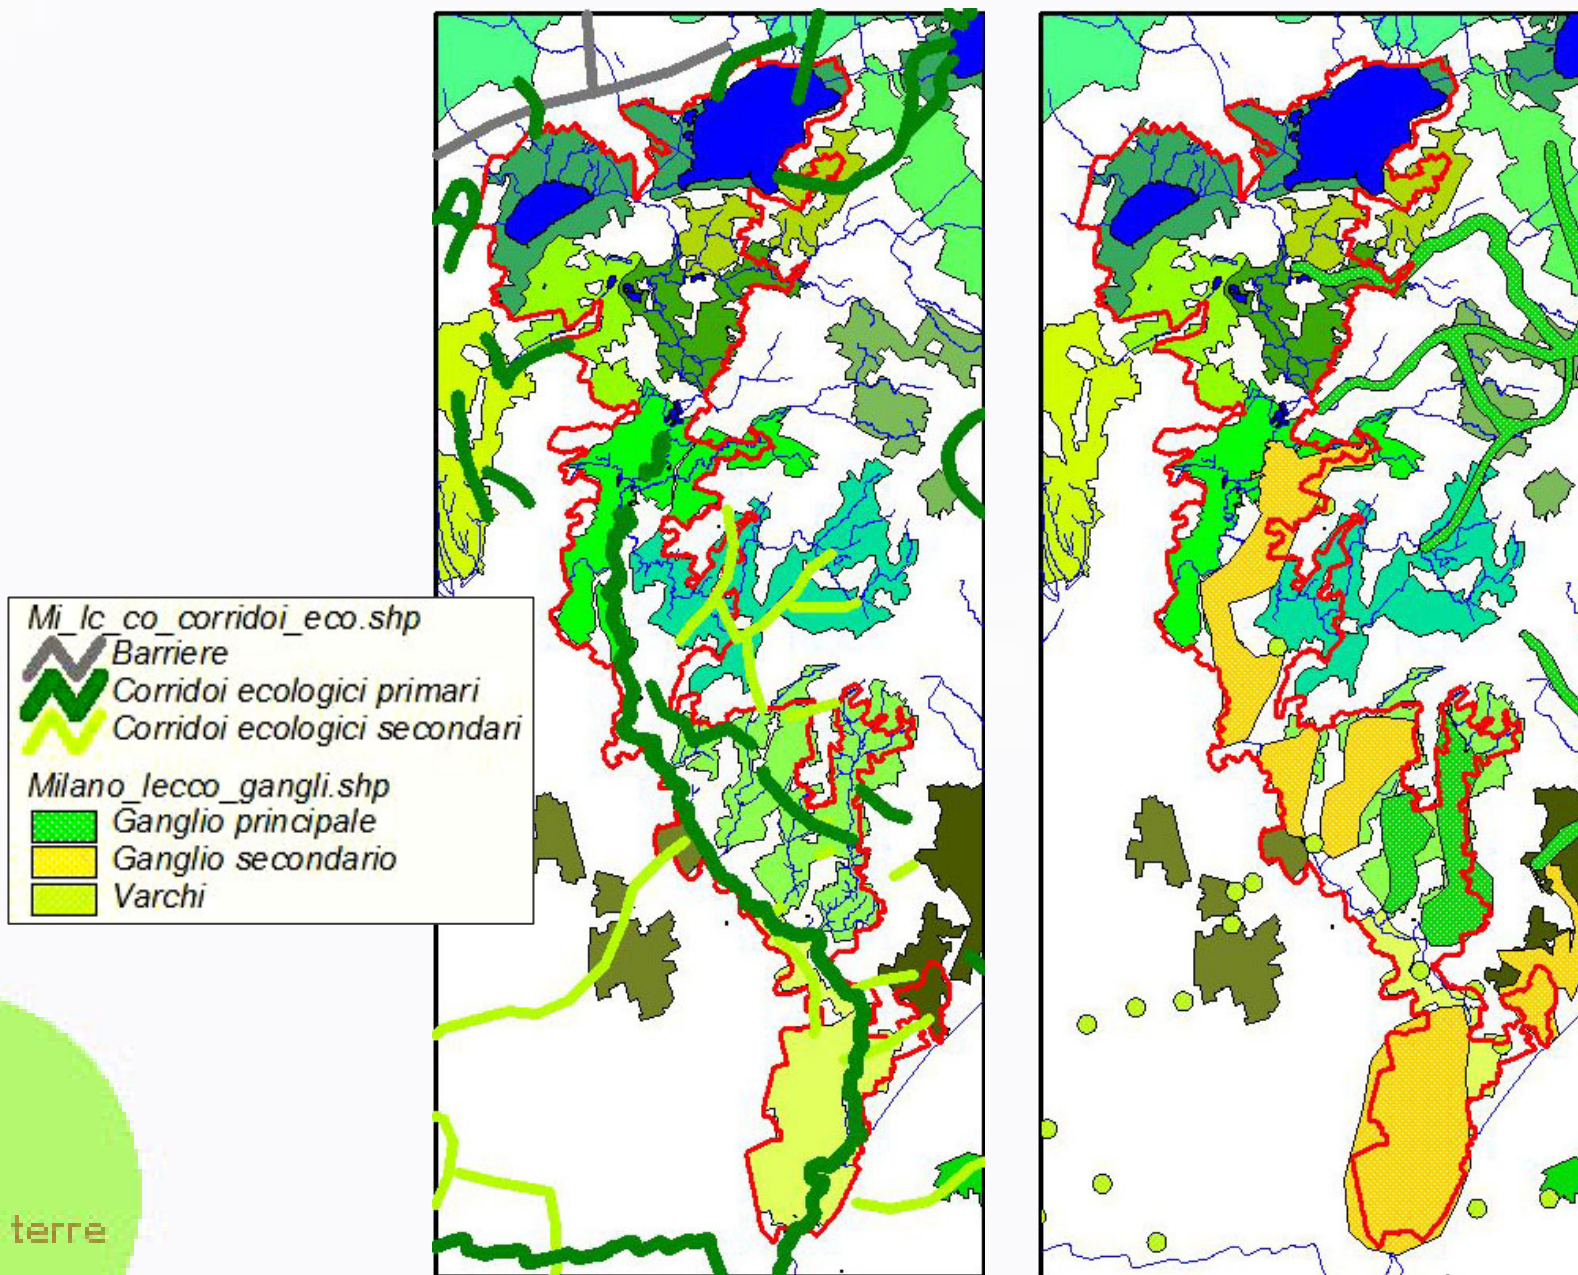 Mi_lc_co_corridoi_eco.shp
Barriere
Corridoi ecologici primari
Corridoi ecologici secondari
Milano_lecco_gangli.shp
Ganglio principale
Ganglio secondario
Varchi
terre